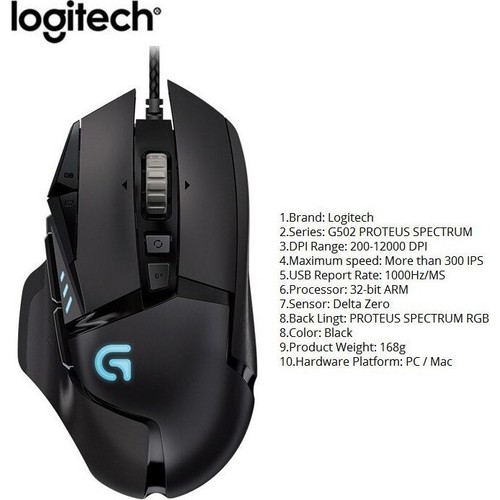 logitech
1.Brand: Logitech
2.Series: G502 PROTEUS SPECTRUM
3.DPI Range: 200-12000 DPI
4.Maximum speed: More than 300 IPS
5.USB Report Rate: 1000Hz/MS
6.Processor: 32-bit ARM
7.Sensor: Delta Zero
8.Back Lingt: PROTEUS SPECTRUM RGB
8.Color: Black
9.Product Weight: 168g
10.Hardware Platform: PC / Mac
G